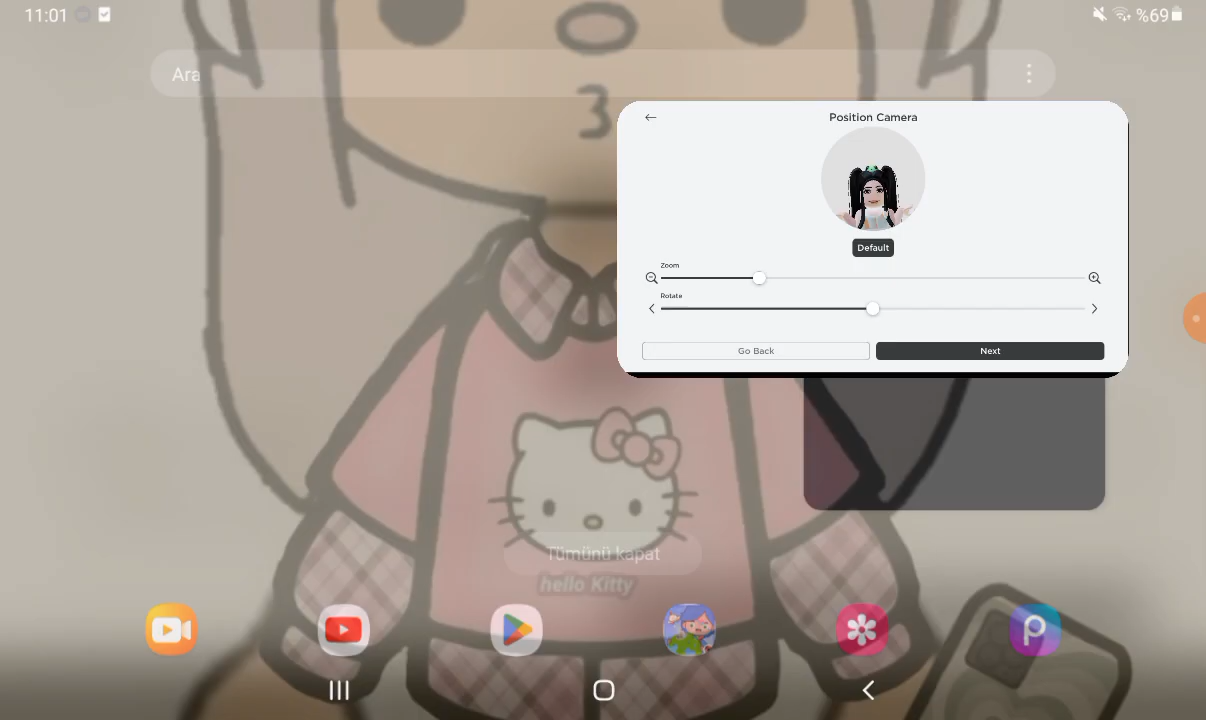 11:01
%69
Ara
3
Position Camera
Default
Zoom
Rotate
Go Back
Next
Tümünü kapat
hello Kitty